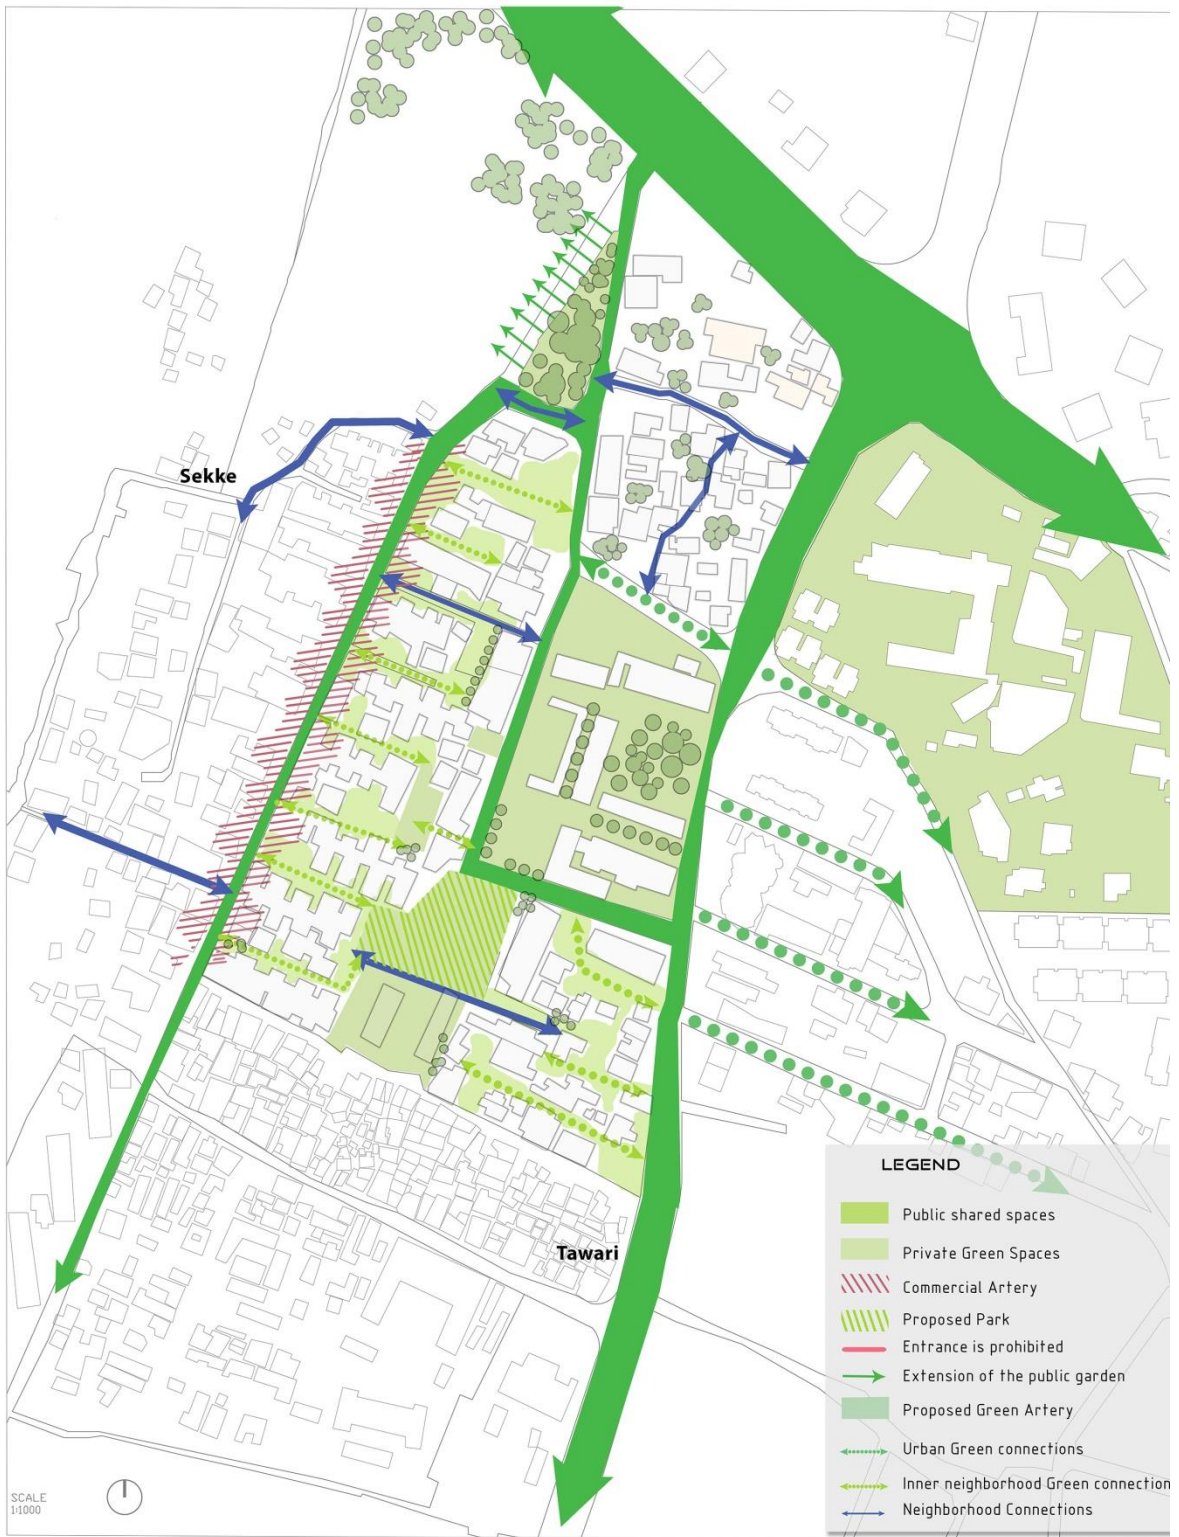 Sekke
Tawari
LEGEND
Public shared spaces
Private Green Spaces
Commercial Artery
Proposed Park
Entrance is prohibited
Extension of the public garden
Proposed Green Artery
Urban Green connections
Inner neighborhood Green connection
Neighborhood Connections
SCALE
1:1000